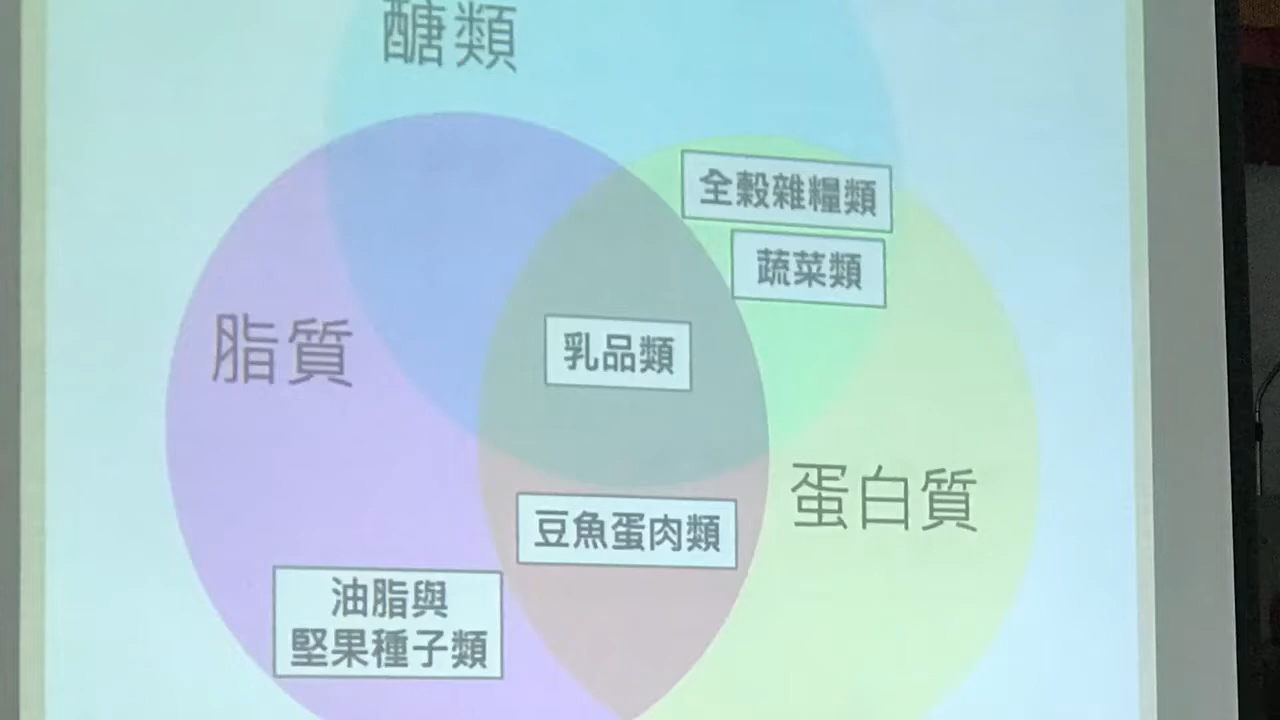 醣類
全穀雜糧類
蔬菜類
脂質
乳品類
蛋白質
豆魚蛋肉類
油脂與
堅果種子類